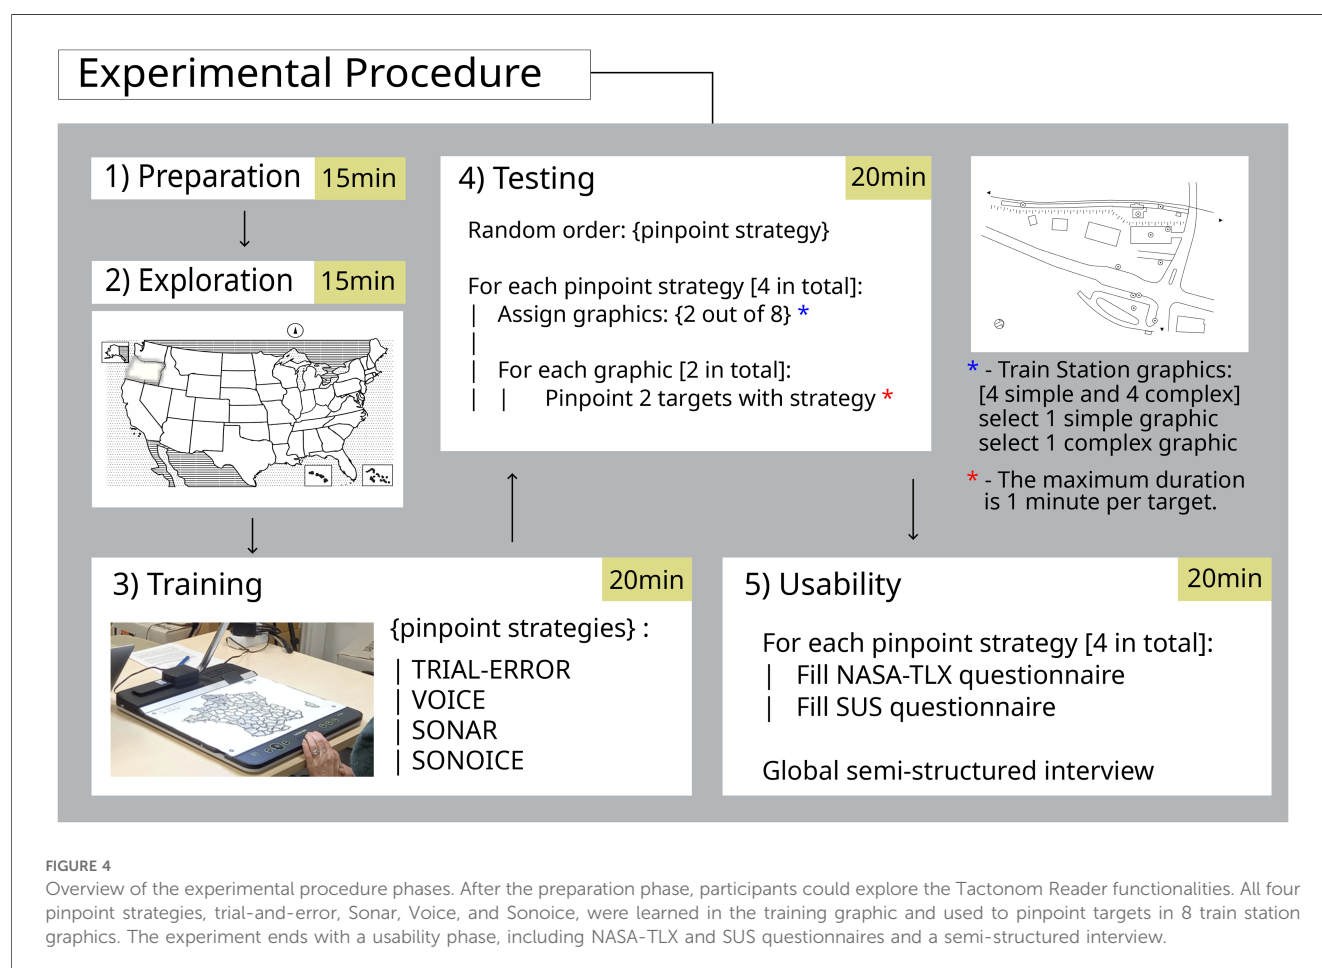 Experimental Procedure
1) Preparation 15min
2) Exploration 15min
3) Training 20min
{pinpoint strategies} :
| TRIAL-ERROR
| VOICE
| SONAR
| SONOICE
4) Testing 20min
Random order: {pinpoint strategy}
For each pinpoint strategy [4 in total]:
| Assign graphics: {2 out of 8} *
|
| For each graphic [2 in total]:
| | Pinpoint 2 targets with strategy *
* - Train Station graphics:
[4 simple and 4 complex]
select 1 simple graphic
select 1 complex graphic
* - The maximum duration
is 1 minute per target.
5) Usability 20min
For each pinpoint strategy [4 in total]:
| Fill NASA-TLX questionnaire
| Fill SUS questionnaire
Global semi-structured interview
FIGURE 4
Overview of the experimental procedure phases. After the preparation phase, participants could explore the Tactonom Reader functionalities. All four
pinpoint strategies, trial-and-error, Sonar, Voice, and Sonoice, were learned in the training graphic and used to pinpoint targets in 8 train station
graphics. The experiment ends with a usability phase, including NASA-TLX and SUS questionnaires and a semi-structured interview.